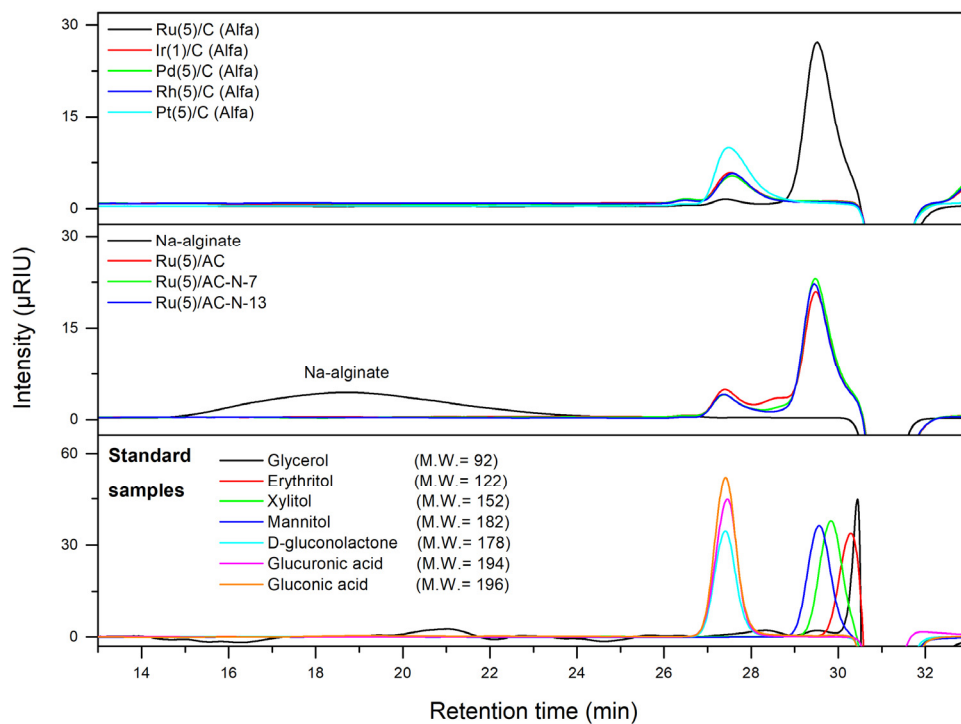 30
15
0
Ru(5)/C (Alfa)
Ir(1)/C (Alfa)
Pd(5)/C (Alfa)
Rh(5)/C (Alfa)
Pt(5)/C (Alfa)
30
15
0
Na-alginate
Ru(5)/AC
Ru(5)/AC-N-7
Ru(5)/AC-N-13
Na-alginate
Intensity (µRIU)
60
30
0
Standard
samples
Glycerol (M.W.= 92)
Erythritol (M.W.= 122)
Xylitol (M.W.= 152)
Mannitol (M.W.= 182)
D-gluconolactone (M.W.= 178)
Glucuronic acid (M.W.= 194)
Gluconic acid (M.W.= 196)
14 16 18 20 22 24 26 28 30 32
Retention time (min)